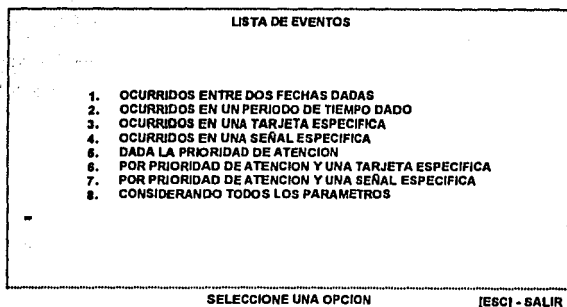 LISTA DE EVENTOS
1. OCURRIDOS ENTRE DOS FECHAS DADAS
2. OCURRIDOS EN UN PERIODO DE TIEMPO DADO
3. OCURRIDOS EN UNA TARJETA ESPECIFICA
4. OCURRIDOS EN UNA SEÑAL ESPECIFICA
5. DADA LA PRIORIDAD DE ATENCION
6. POR PRIORIDAD DE ATENCION Y UNA TARJETA ESPECIFICA
7. POR PRIORIDAD DE ATENCION Y UNA SEÑAL ESPECIFICA
8. CONSIDERANDO TODOS LOS PARAMETROS
SELECCIONE UNA OPCION [ESC] - SALIR